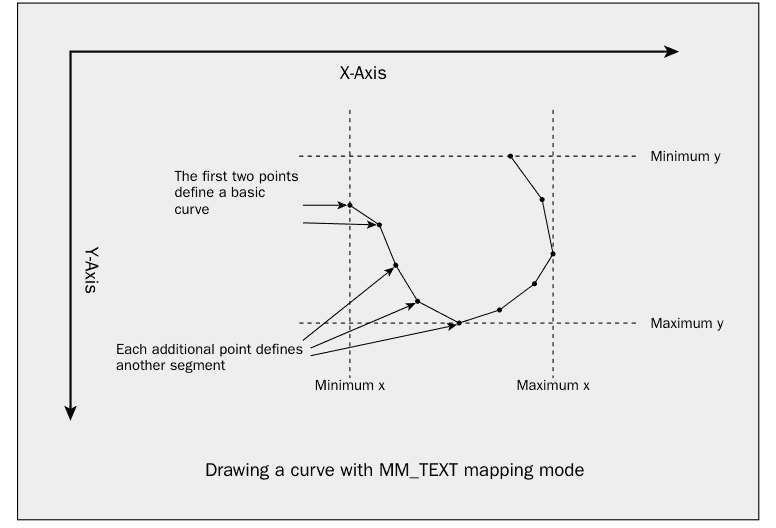 X-Axis
Minimum y
The first two points
define a basic
curve
Y-Axis
Maximum y
Each additional point defines
another segment
Minimum x
Maximum x
Drawing a curve with MM_TEXT mapping mode